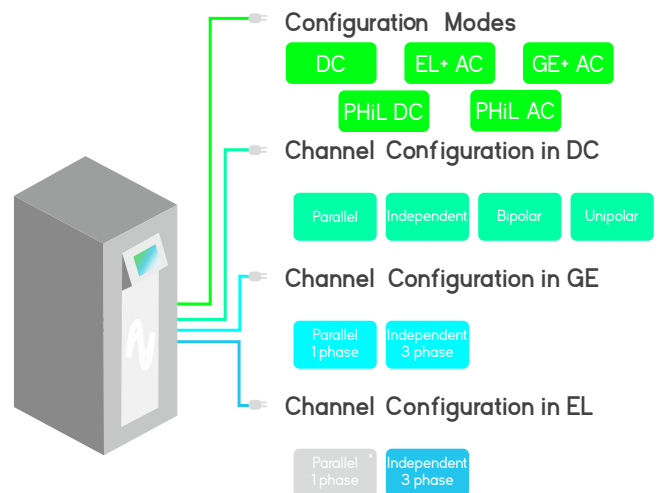 Configuration Modes
DC
EL+ AC
GE+ AC
PHiL DC
PHiL AC
Channel Configuration in DC
Parallel
Independent
Bipolar
Unipolar
Channel Configuration in GE
Parallel
1 phase
Independent
3 phase
Channel Configuration in EL
Parallel
1 phase
x
Independent
3 phase